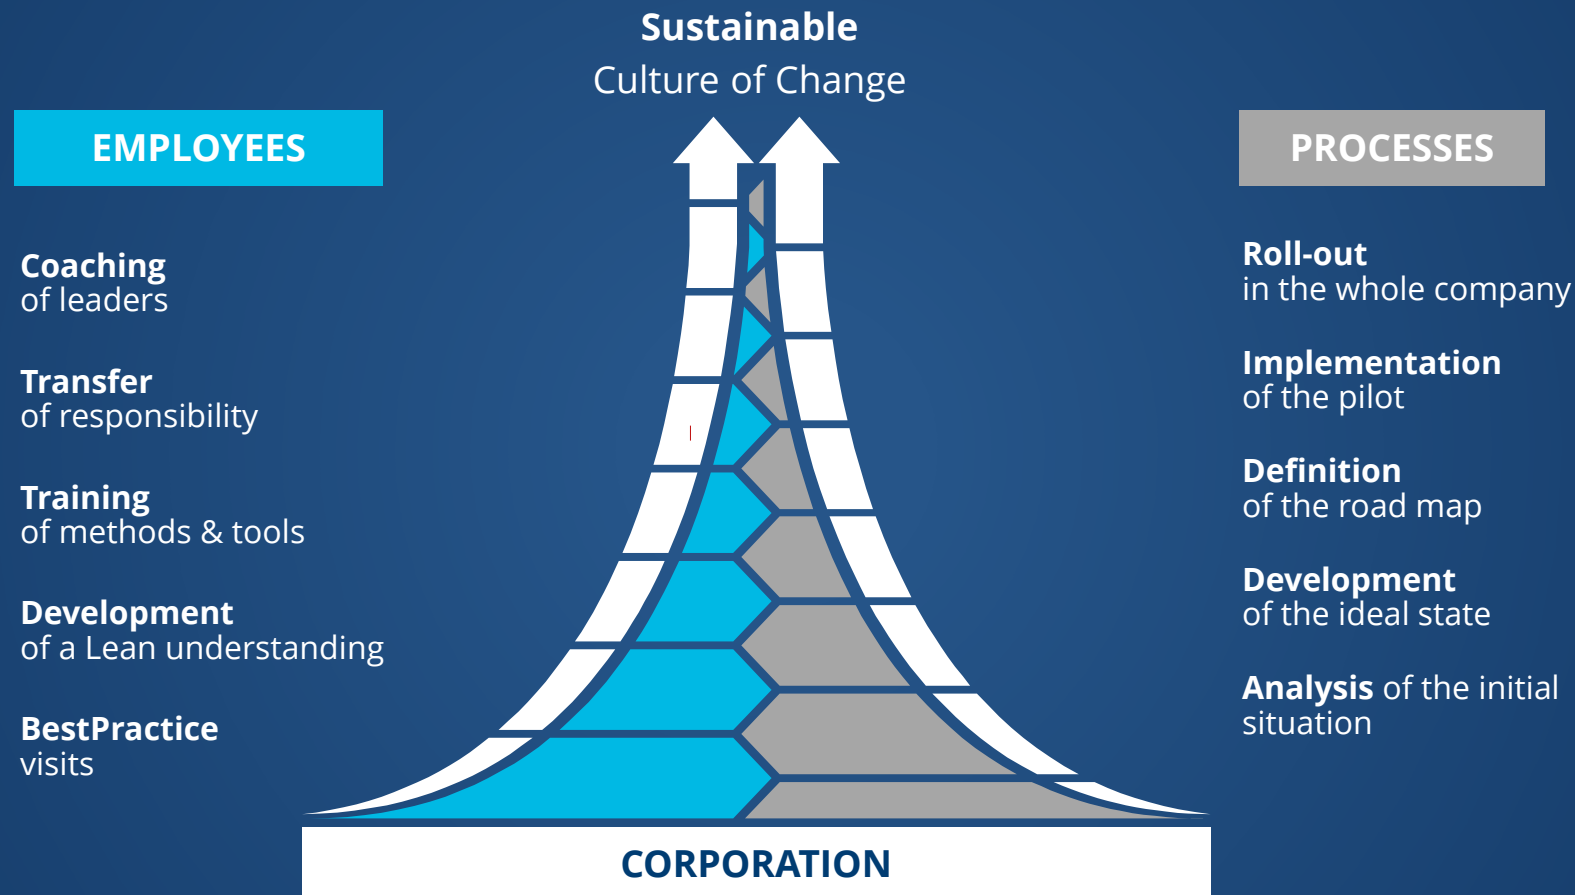 Sustainable
Culture of Change
EMPLOYEES
Coaching
of leaders
Transfer
of responsibility
Training
of methods & tools
Development
of a Lean understanding
BestPractice
visits
PROCESSES
Roll-out
in the whole company
Implementation
of the pilot
Definition
of the road map
Development
of the ideal state
Analysis of the initial
situation
CORPORATION